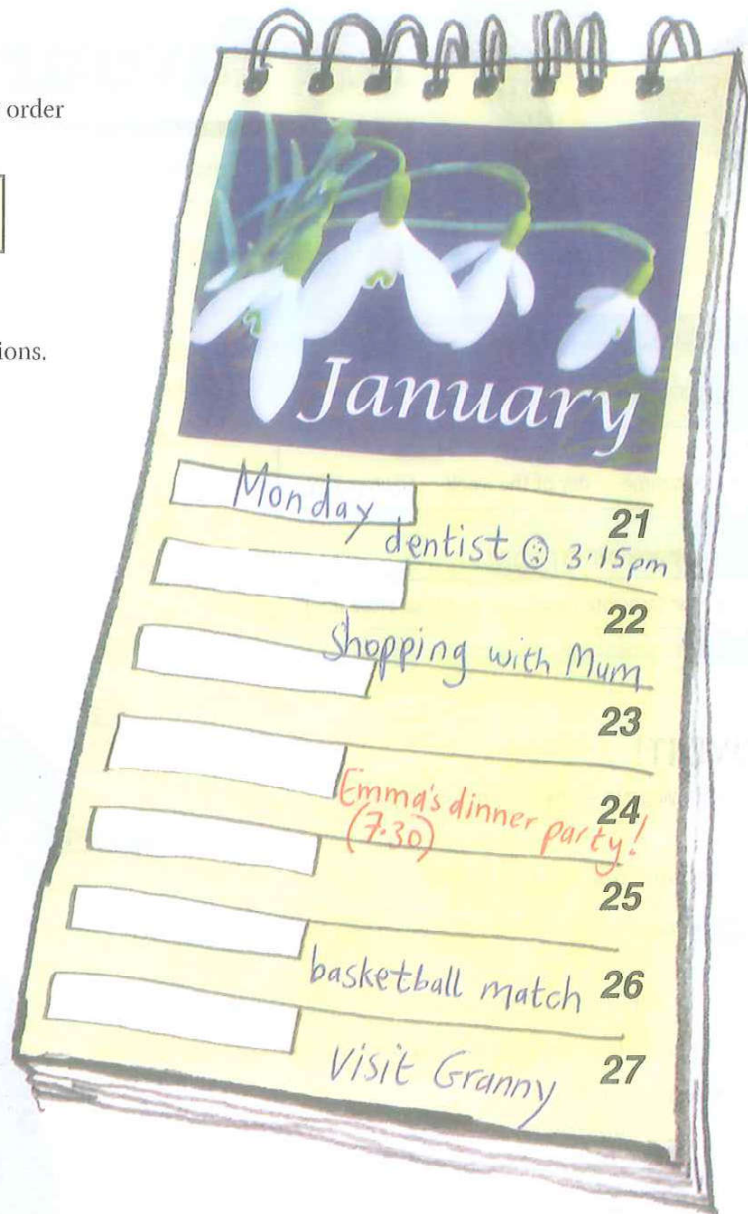 order
ions.
January
Monday
21
dentist ☹ 3.15pm
22
Shopping with Mum
23
24
Emma's dinner party!
(7.30)
25
basketball match 26
Visit Granny 27